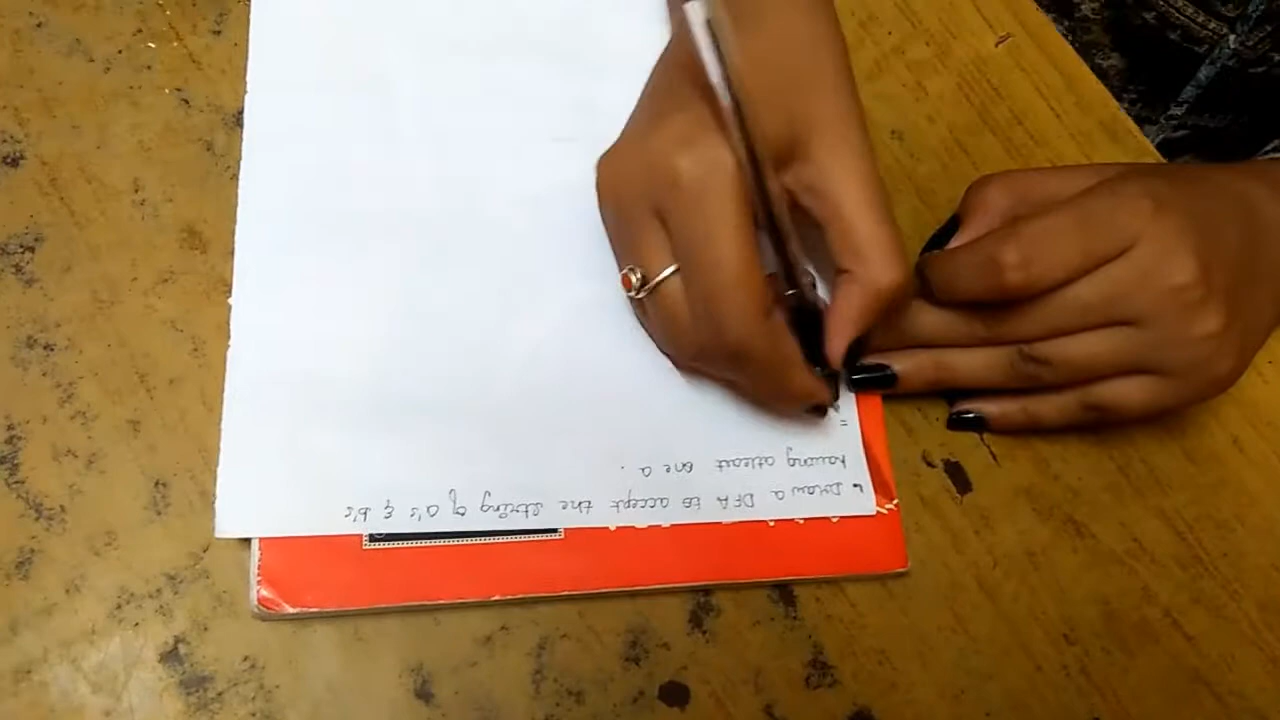 Draw a DFA to accept the string of a's & b's
having atleast one a.
=